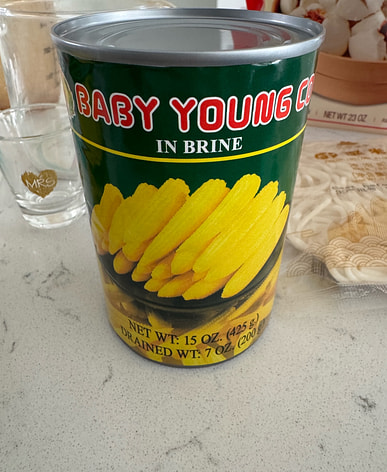 BABY YOUNG C
IN BRINE
NET WT: 15 OZ. (425 g.)
DRAINED WT: 7 OZ. (200
MRS
NET WT 23 OZ